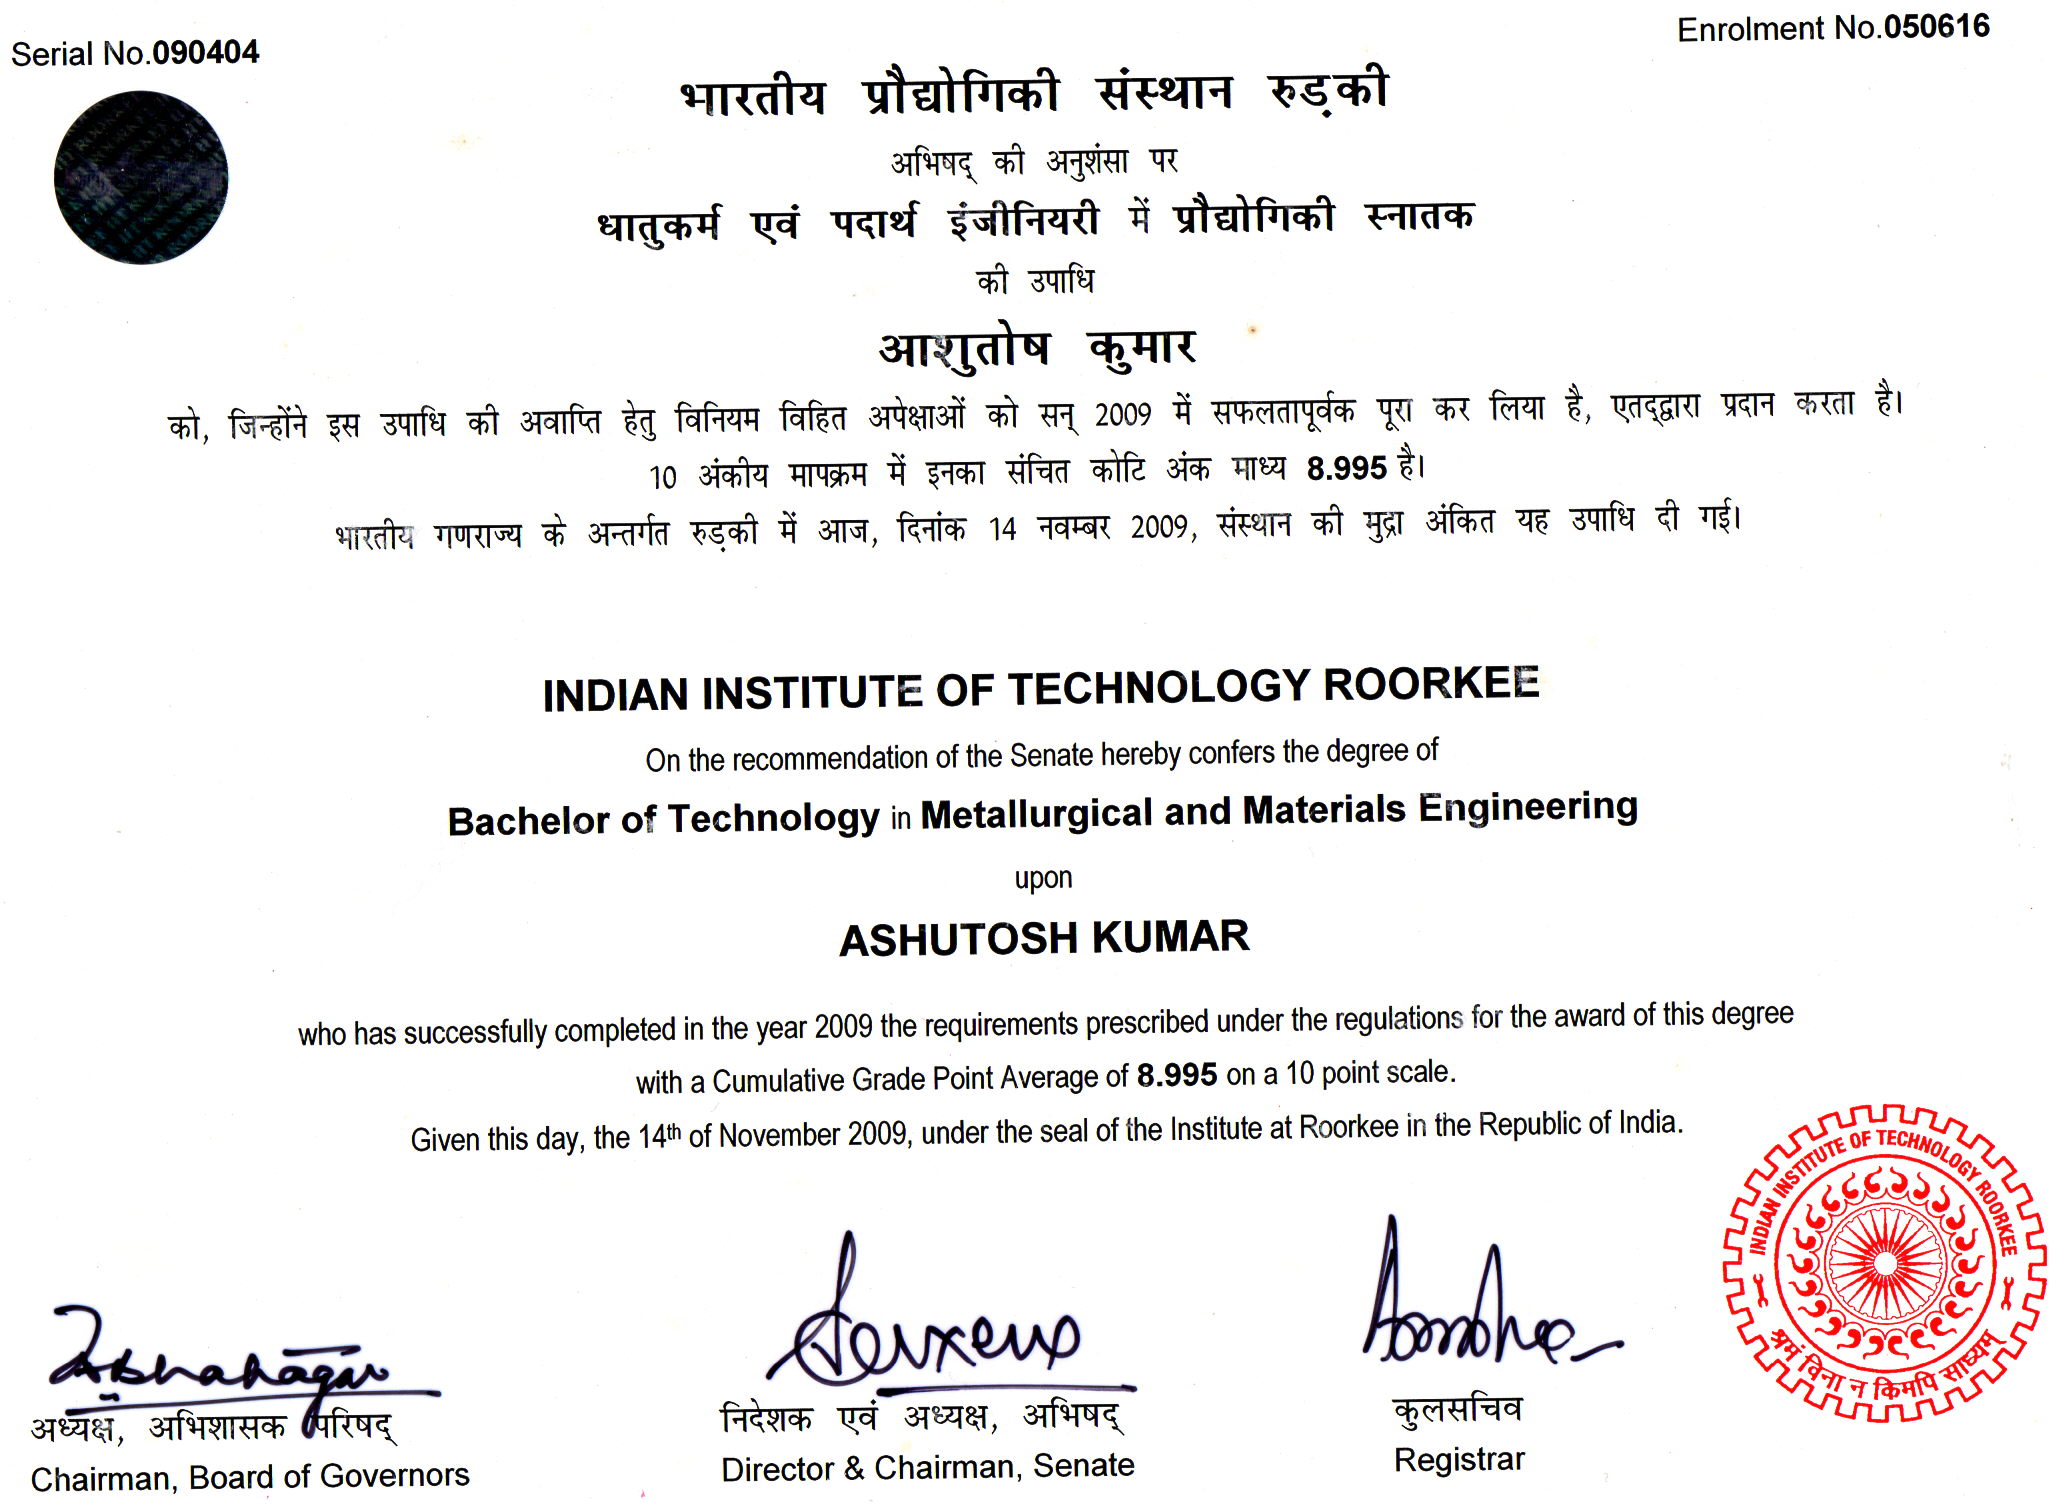 Serial No.090404
Enrolment No.050616
भारतीय प्रौद्योगिकी संस्थान रुड़की
अभिषद् की अनुशंसा पर
धातुकर्म एवं पदार्थ इंजीनियरी में प्रौद्योगिकी स्नातक
की उपाधि
आशुतोष कुमार
को, जिन्होंने इस उपाधि की अवाप्ति हेतु विनियम विहित अपेक्षाओं को सन् 2009 में सफलतापूर्वक पूरा कर लिया है, एतद्द्वारा प्रदान करता है।
10 अंकीय मापक्रम में इनका संचित कोटि अंक माध्य 8.995 है।
भारतीय गणराज्य के अन्तर्गत रुड़की में आज, दिनांक 14 नवम्बर 2009, संस्थान की मुद्रा अंकित यह उपाधि दी गई।
INDIAN INSTITUTE OF TECHNOLOGY ROORKEE
On the recommendation of the Senate hereby confers the degree of
Bachelor of Technology in Metallurgical and Materials Engineering
upon
ASHUTOSH KUMAR
who has successfully completed in the year 2009 the requirements prescribed under the regulations for the award of this degree
with a Cumulative Grade Point Average of 8.995 on a 10 point scale.
Given this day, the 14th of November 2009, under the seal of the Institute at Roorkee in the Republic of India.
INDIAN INSTITUTE OF TECHNOLOGY ROORKEE
श्रमं विना न किमपि साध्यम्
अध्यक्ष, अभिशासक परिषद्
Chairman, Board of Governors
निदेशक एवं अध्यक्ष, अभिषद्
Director & Chairman, Senate
कुलसचिव
Registrar